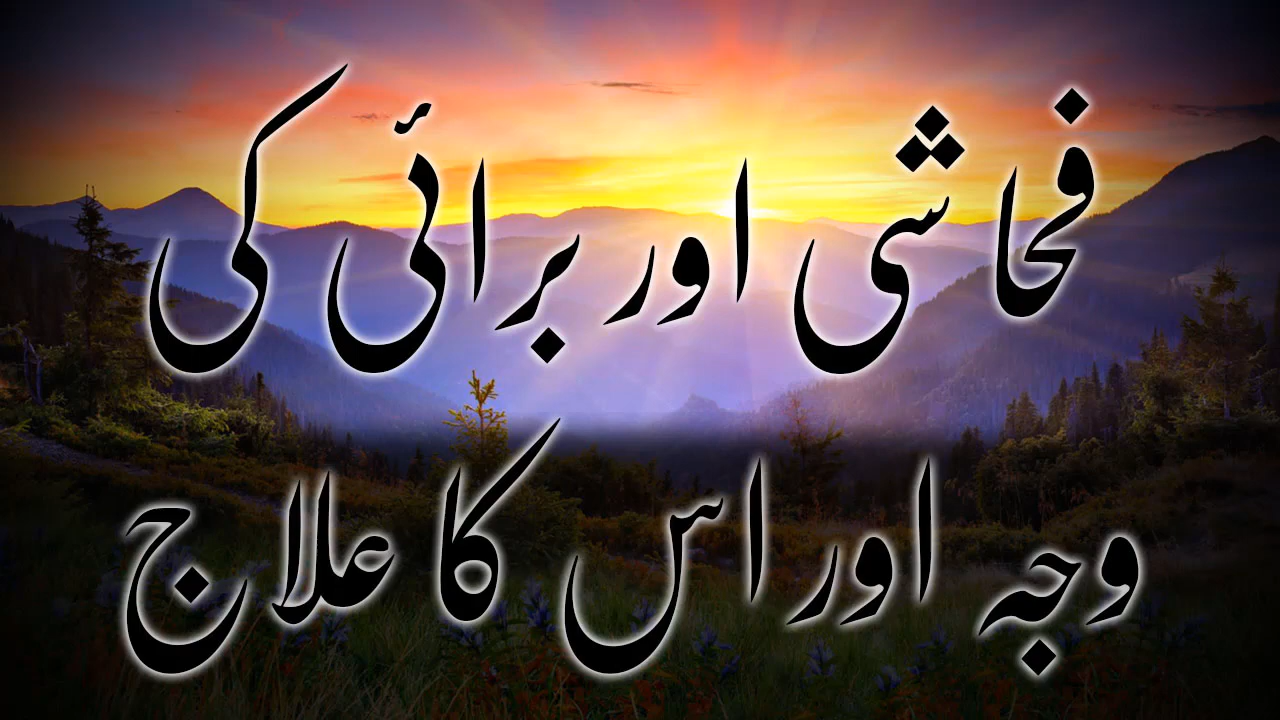 فحاشی اور برائی کی
وجہ اور اس کا علاج